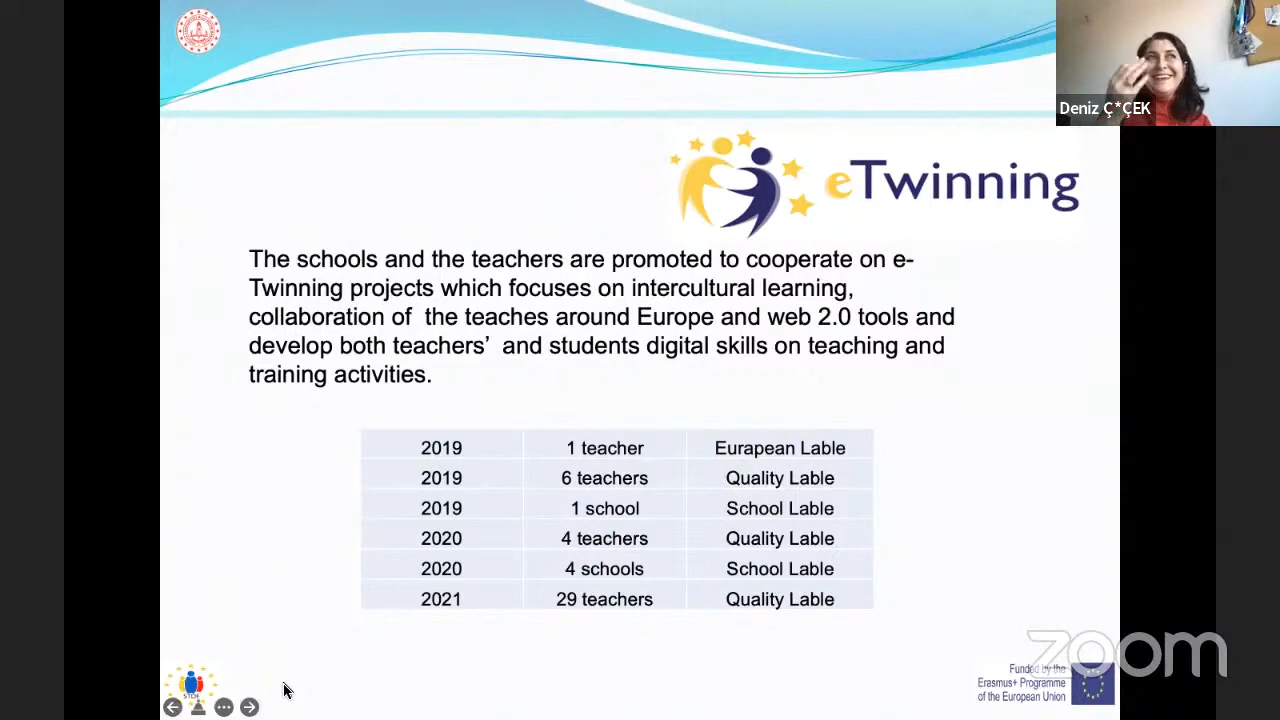 Deniz Ç*ÇEK
eTwinning
The schools and the teachers are promoted to cooperate on e-
Twinning projects which focuses on intercultural learning,
collaboration of  the teaches around Europe and web 2.0 tools and
develop both teachers’  and students digital skills on teaching and
training activities.
2019 1 teacher Eurapean Lable
2019 6 teachers Quality Lable
2019 1 school School Lable
2020 4 teachers Quality Lable
2020 4 schools School Lable
2021 29 teachers Quality Lable
zoom
Funded by the
Erasmus+ Programme
of the European Union